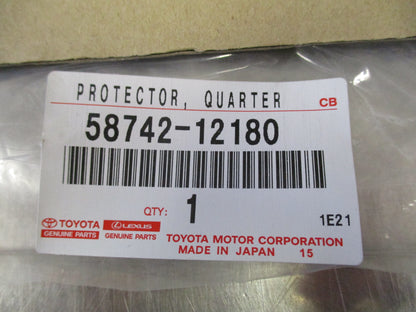 PROTECTOR, QUARTER CB
58742-12180
QTY: 1 1E21
TOYOTA LEXUS
GENUINE PARTS GENUINE PARTS
TOYOTA MOTOR CORPORATION
MADE IN JAPAN 15